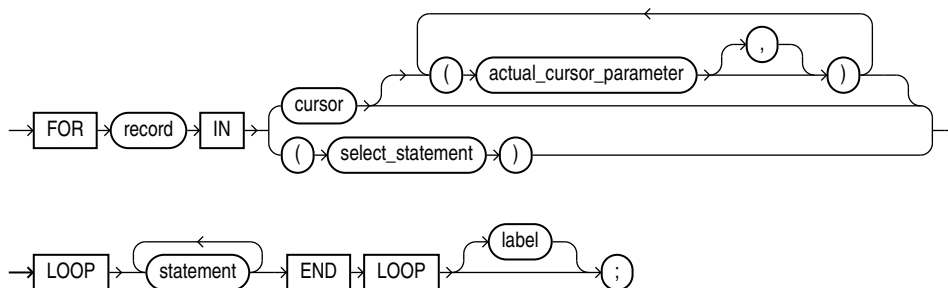 ,
( actual_cursor_parameter )
cursor
FOR record IN
( select_statement )
label
LOOP statement END LOOP ;